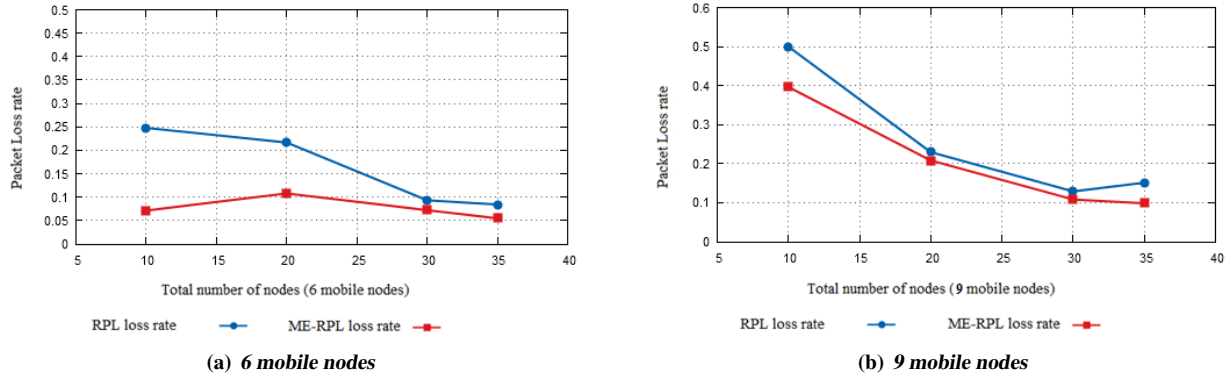 Packet Loss rate
0.5
0.45
0.4
0.35
0.3
0.25
0.2
0.15
0.1
0.05
0
5 10 15 20 25 30 35 40
Total number of nodes (6 mobile nodes)
RPL loss rate ME-RPL loss rate
(a) 6 mobile nodes
Packet Loss rate
0.6
0.5
0.4
0.3
0.2
0.1
0
5 10 15 20 25 30 35 40
Total number of nodes (9 mobile nodes)
RPL loss rate ME-RPL loss rate
(b) 9 mobile nodes